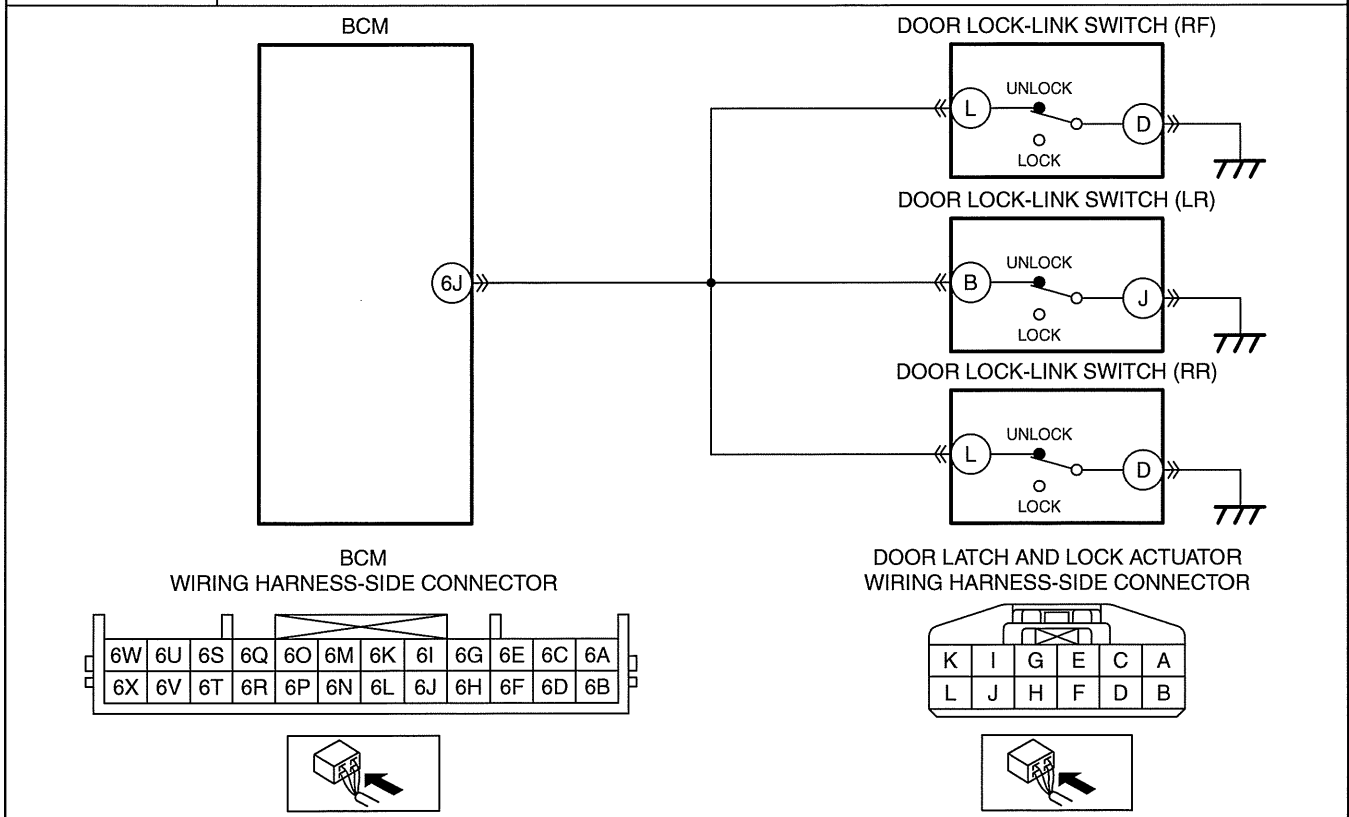 BCM
DOOR LOCK-LINK SWITCH (RF)
UNLOCK
L
D
LOCK
DOOR LOCK-LINK SWITCH (LR)
UNLOCK
6J
B
J
LOCK
DOOR LOCK-LINK SWITCH (RR)
UNLOCK
L
D
LOCK
BCM
WIRING HARNESS-SIDE CONNECTOR
6W 6U 6S 6Q 6O 6M 6K 6I 6G 6E 6C 6A
6X 6V 6T 6R 6P 6N 6L 6J 6H 6F 6D 6B
DOOR LATCH AND LOCK ACTUATOR
WIRING HARNESS-SIDE CONNECTOR
K I G E C A
L J H F D B